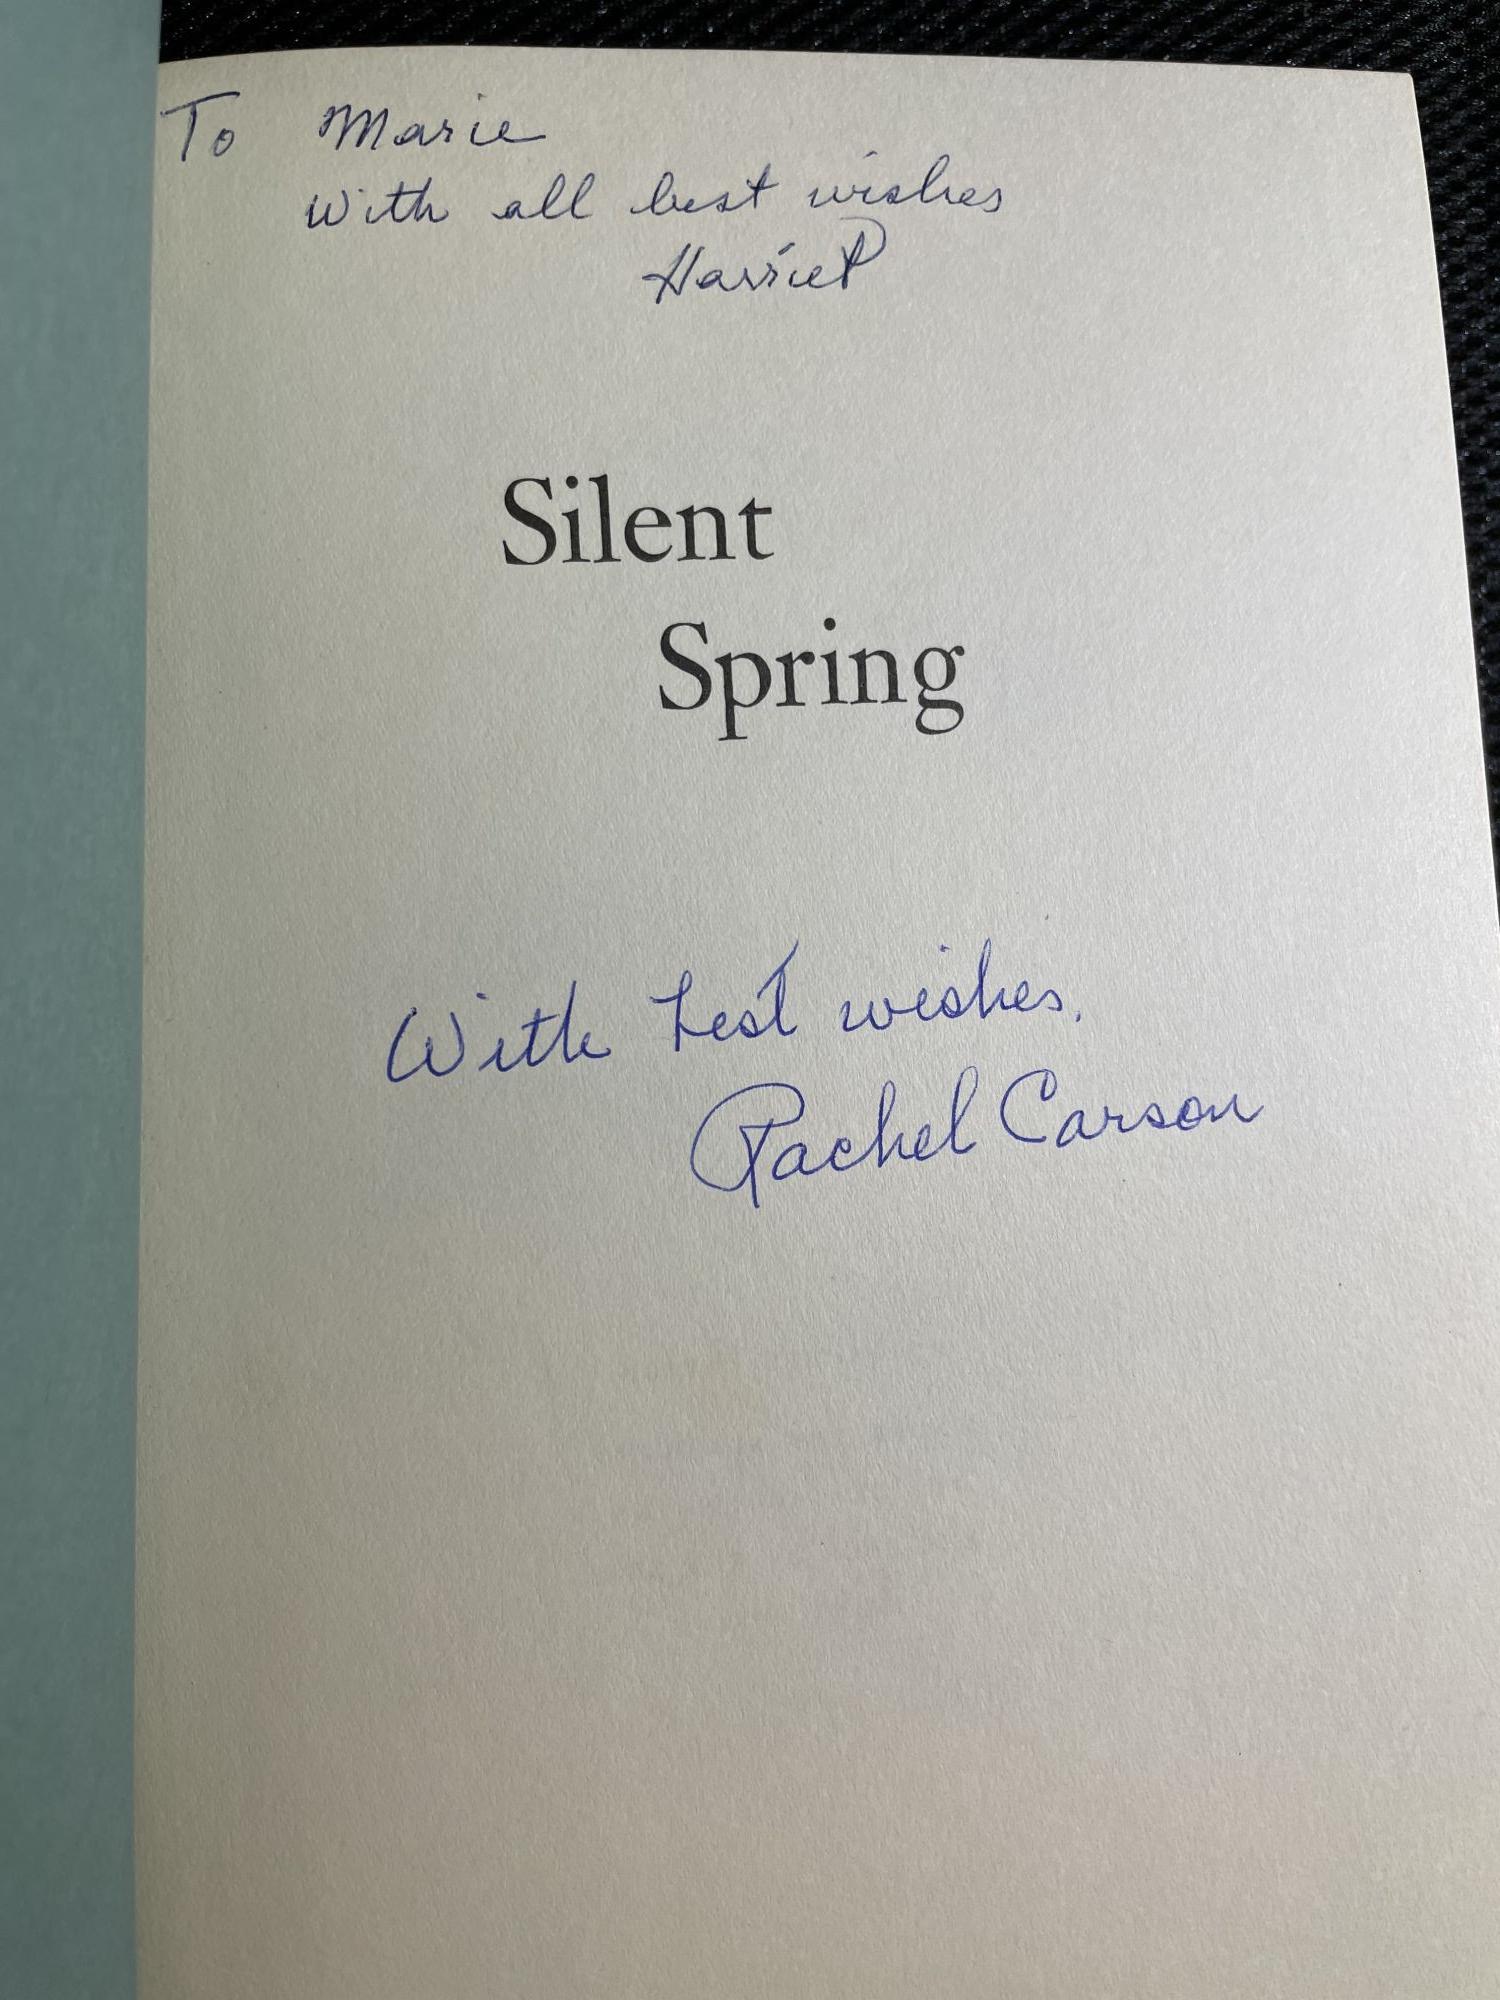 To Marie
With all best wishes
Harriet
Silent
Spring
With best wishes.
Rachel Carson